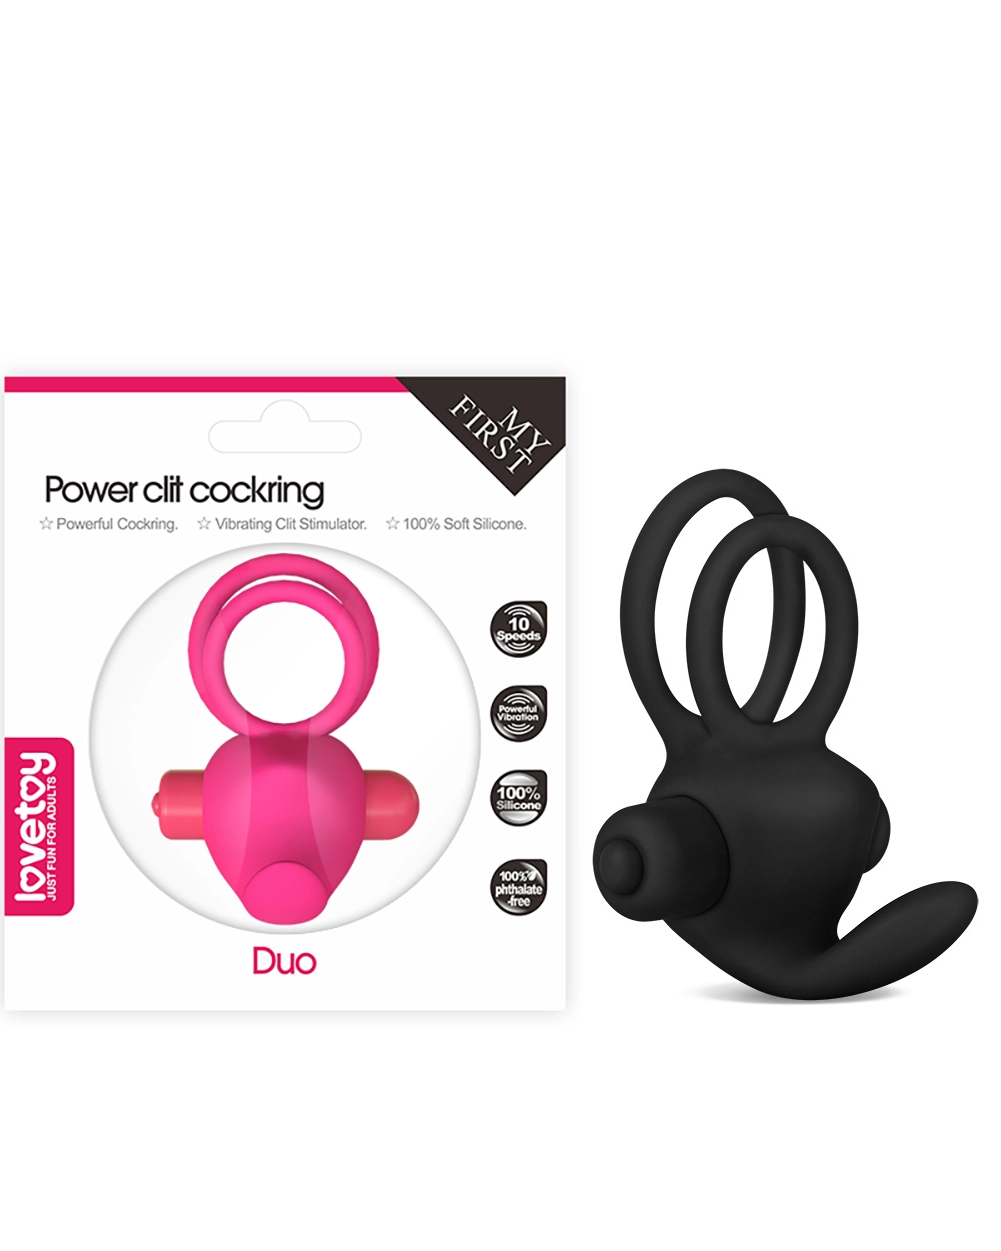 MY
FIRST
Power clit cockring
☆ Powerful Cockring. ☆ Vibrating Clit Stimulator. ☆ 100% Soft Silicone.
10
Speeds
Powerful
Vibration
100%
Silicone
100%
phthalate
-free
lovetoy
JUST FUN FOR ADULTS
Duo